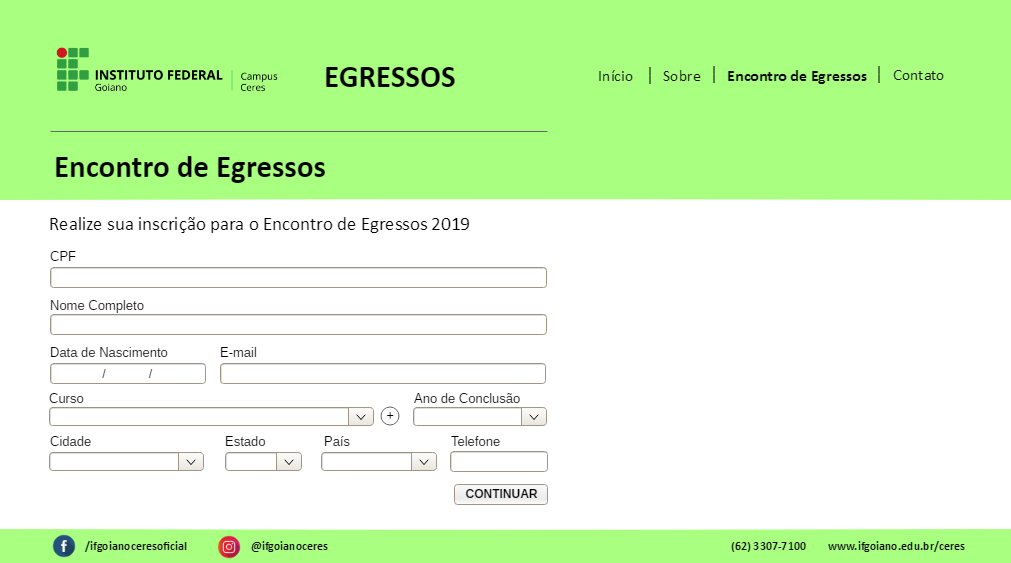 INSTITUTO FEDERAL
Goiano
Campus
Ceres
EGRESSOS
Início | Sobre | Encontro de Egressos | Contato
Encontro de Egressos
Realize sua inscrição para o Encontro de Egressos 2019
CPF
Nome Completo
Data de Nascimento E-mail
/ /
Curso + Ano de Conclusão
Cidade Estado País Telefone
CONTINUAR
/ifgoianoceresoficial @ifgoianoceres (62) 3307-7100 www.ifgoiano.edu.br/ceres